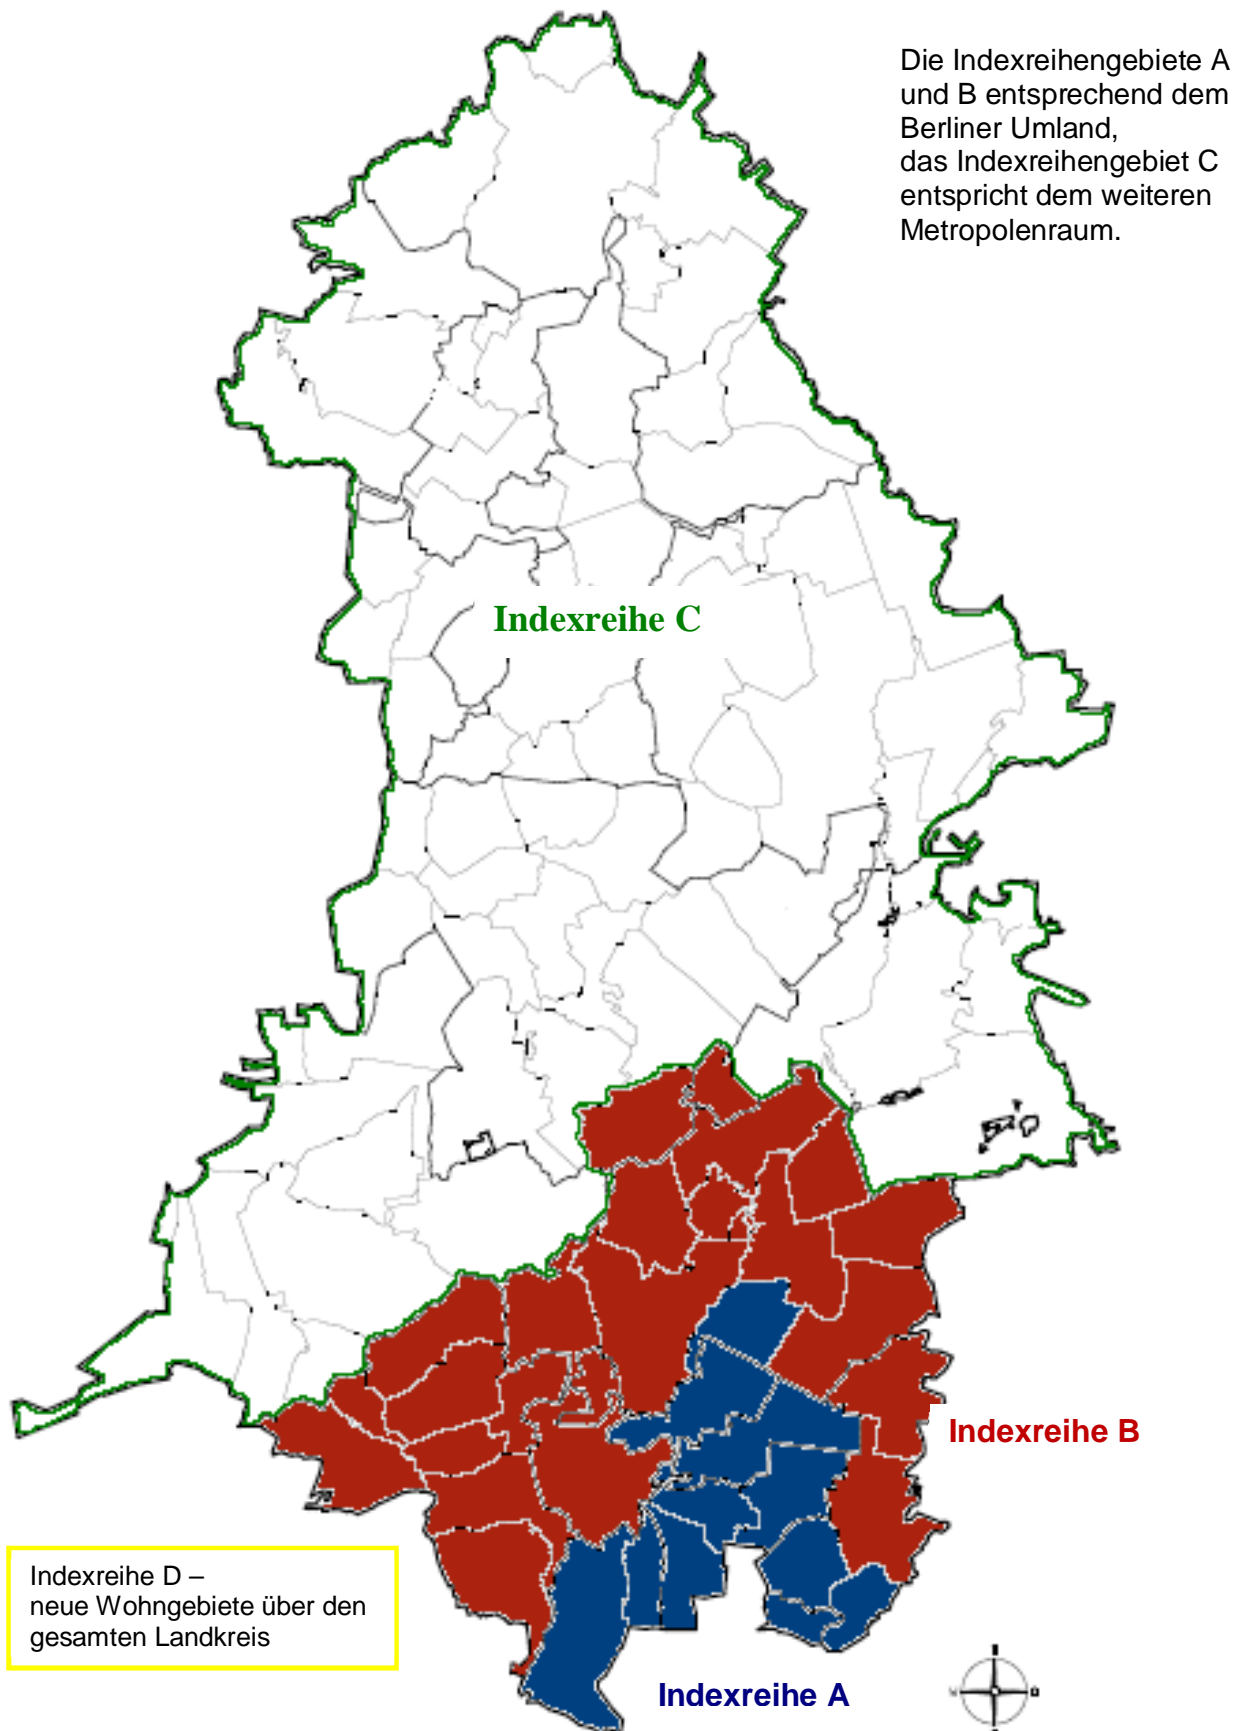 Die Indexreihengebiete A
und B entsprechend dem
Berliner Umland,
das Indexreihengebiet C
entspricht dem weiteren
Metropolenraum.
Indexreihe C
Indexreihe B
Indexreihe D –
neue Wohngebiete über den
gesamten Landkreis
Indexreihe A